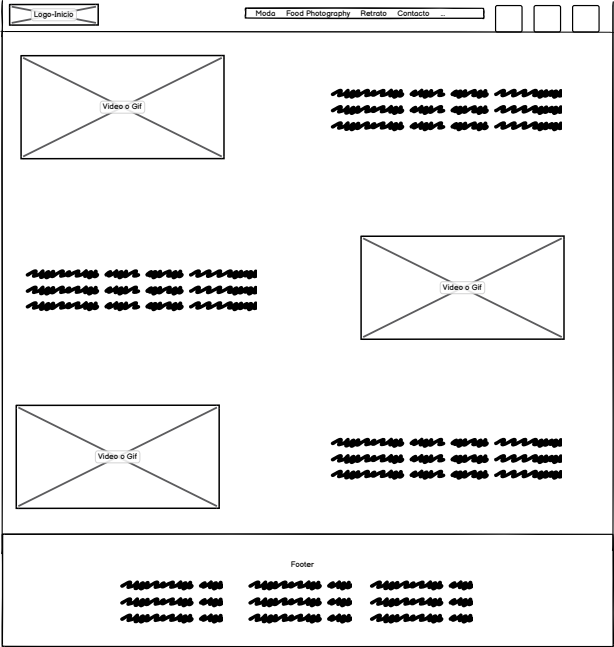 Logo-Inicio
Moda Food Photography Retrato Contacto ...
Video o Gif
Video o Gif
Video o Gif
Footer